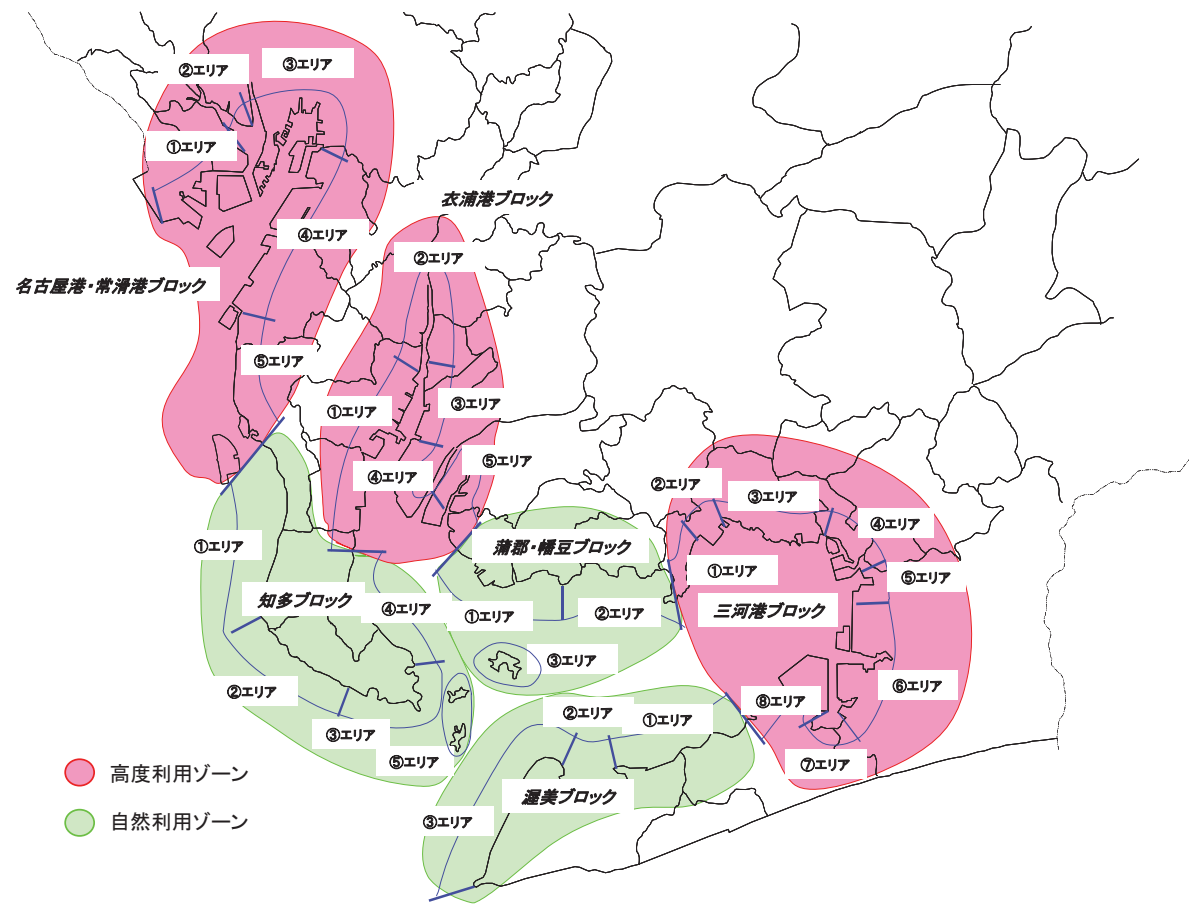 ②エリア
③エリア
①エリア
衣浦港ブロック
④エリア
②エリア
名古屋港・常滑港ブロック
⑤エリア
①エリア
③エリア
④エリア
⑤エリア
②エリア
③エリア
④エリア
①エリア
蒲郡・幡豆ブロック
①エリア
⑤エリア
知多ブロック
④エリア
①エリア
②エリア
三河港ブロック
③エリア
②エリア
⑥エリア
⑧エリア
②エリア
①エリア
③エリア
⑤エリア
⑦エリア
高度利用ゾーン
渥美ブロック
自然利用ゾーン
③エリア